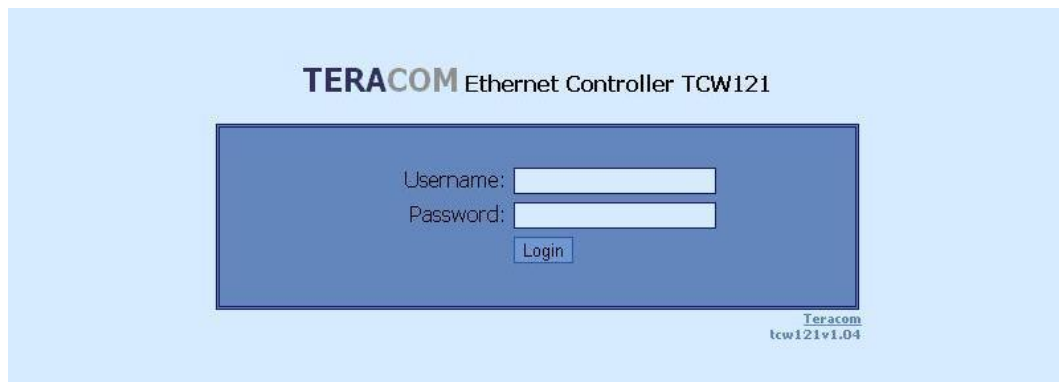 TERACOM Ethernet Controller TCW121
Username:
Password:
Login
Teracom
tcw121v1.04